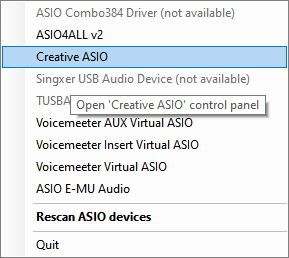 ASIO Combo384 Driver (not available)
ASIO4ALL v2
Creative ASIO
Singxer USB Audio Device (not available)
TUSBA
Open 'Creative ASIO' control panel
Voicemeeter AUX Virtual ASIO
Voicemeeter Insert Virtual ASIO
Voicemeeter Virtual ASIO
ASIO E-MU Audio
Rescan ASIO devices
Quit